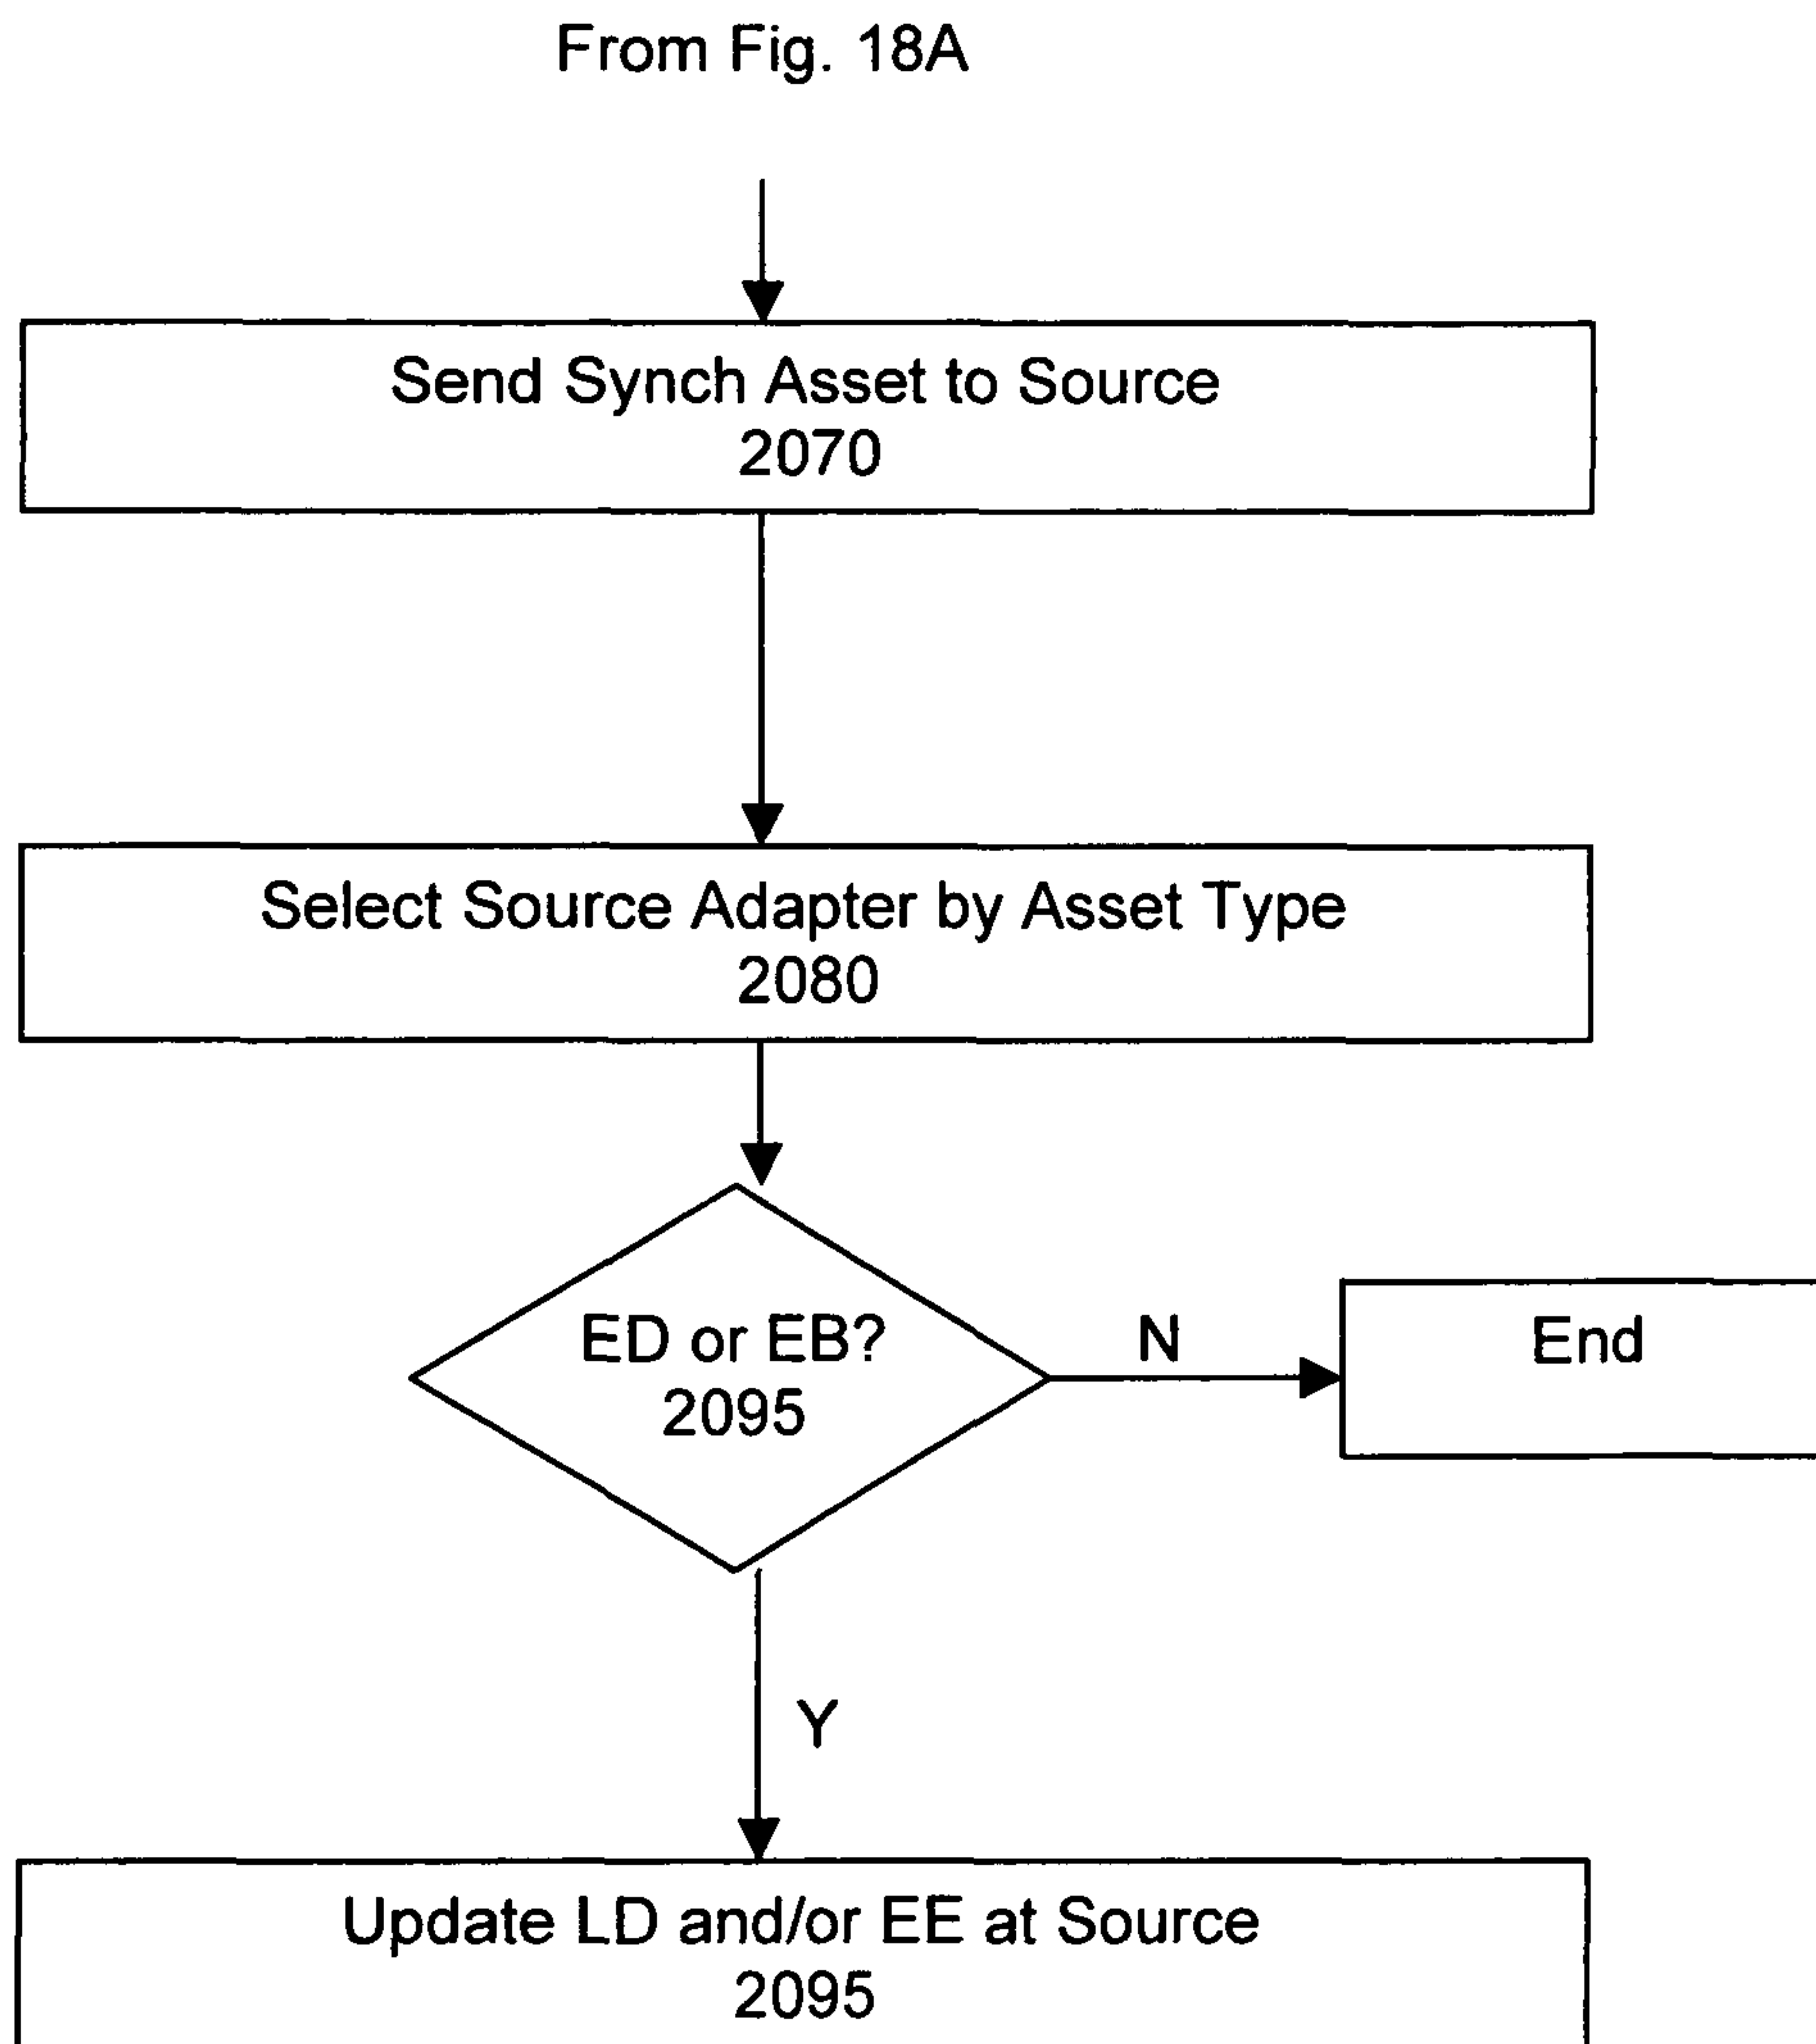 From Fig. 18A
Send Synch Asset to Source
2070
Select Source Adapter by Asset Type
2080
ED or EB?
2095
N
End
Y
Update LD and/or EE at Source
2095